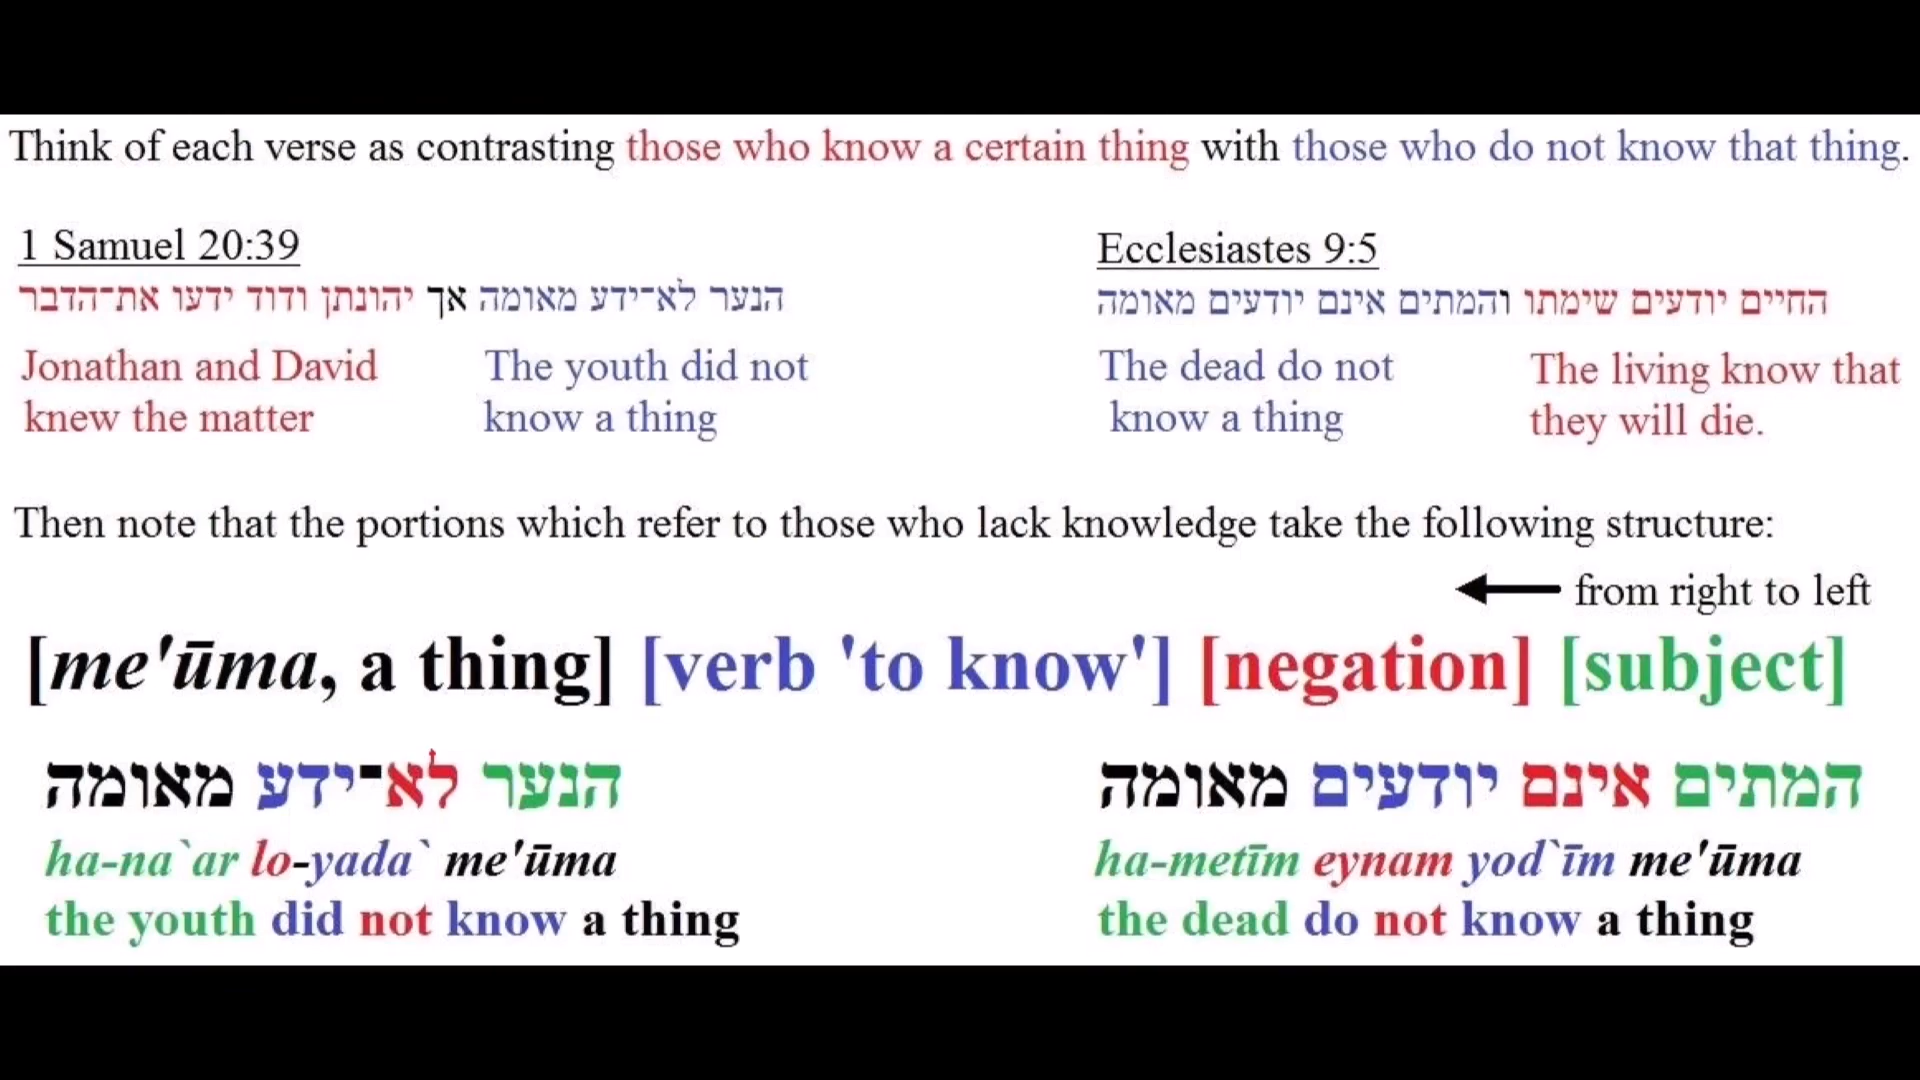 Think of each verse as contrasting those who know a certain thing with those who do not know that thing.
1 Samuel 20:39
הנער לא־ידע מאומה אך יהונתן ודוד ידעו את־הדבר
Jonathan and David
knew the matter
The youth did not
know a thing
Ecclesiastes 9:5
החיים יודעים שימתו והמתים אינם יודעים מאומה
The dead do not
know a thing
The living know that
they will die.
Then note that the portions which refer to those who lack knowledge take the following structure:
from right to left
[me'ūma, a thing] [verb 'to know'] [negation] [subject]
הנער לֹא־ידע מאומה
ha-na`ar lo-yada` me'ūma
the youth did not know a thing
המתים אינם יודעים מאומה
ha-metīm eynam yod`īm me'ūma
the dead do not know a thing